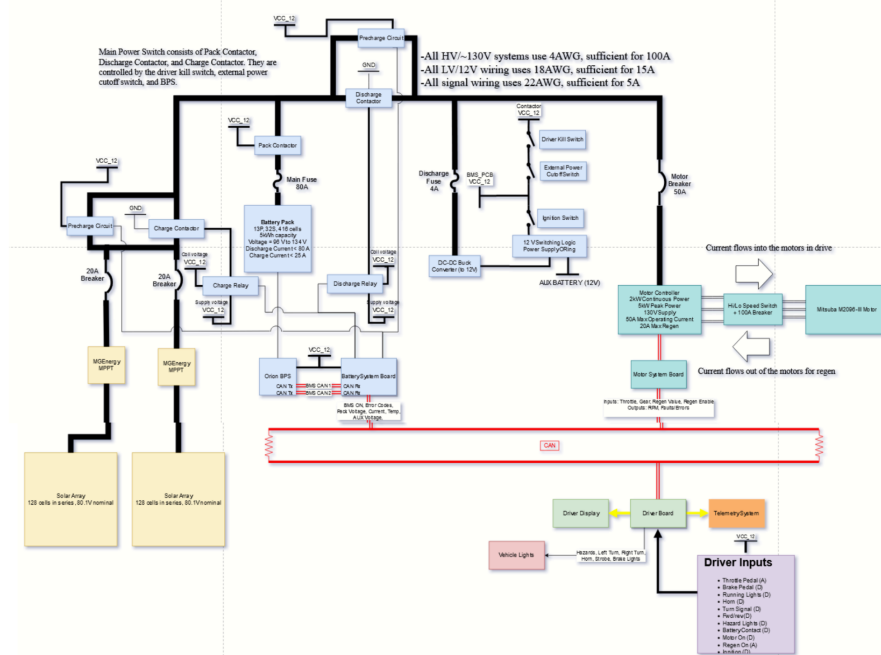 VCC_12
Precharge Circuit
Main Power Switch consists of Pack Contactor,
Discharge Contactor, and Charge Contactor. They are
controlled by the driver kill switch, external power
cutoff switch, and BPS.
-All HV/~130V systems use 4AWG, sufficient for 100A
-All LV/12V wiring uses 18AWG, sufficient for 15A
-All signal wiring uses 22AWG, sufficient for 5A
GND
Discharge
Contactor
VCC_12
Pack Contactor
Contactor
VCC_12
Driver Kill Switch
External Power
Cutoff Switch
BMS_PCB
VCC_12
Ignition Switch
12 V Switching Logic
Power Supply ORing
AUX BATTERY (12V)
DC-DC Buck
Converter (to 12V)
Discharge
Fuse
4A
Motor
Breaker
50A
Main Fuse
80A
VCC_12
Precharge Circuit
GND
Charge Contactor
Battery Pack
13P, 32S, 416 cells
5kWh capacity
Voltage = 96 V to 134 V
Discharge Current < 80 A
Charge Current < 25 A
20A
Breaker
20A
Breaker
Coil voltage
VCC_12
Charge Relay
Supply voltage
VCC_12
Coil voltage
VCC_12
Discharge Relay
Supply voltage
VCC_12
Current flows into the motors in drive
Motor Controller
2kW Continuous Power
5kW Peak Power
130V Supply
50A Max Operating Current
20A Max Regen
Hi/Lo Speed Switch
+ 100A Breaker
Mitsuba M2096-III Motor
Current flows out of the motors for regen
MGEnergy
MPPT
MGEnergy
MPPT
VCC_12
Orion BPS
CAN Tx
CAN Tx
BMS CAN1
BMS CAN2
Battery System Board
CAN Rx
CAN Rx
BMS ON, Error Codes,
Pack Voltage, Current, Temp,
AUX Voltage,
Motor System Board
Inputs: Throttle, Gear, Regen Value, Regen Enable,
Outputs: RPM, Faults/Errors
CAN
Solar Array
128 cells in series, 80.1V nominal
Solar Array
128 cells in series, 80.1V nominal
Driver Display
Driver Board
Telemetry System
Vehicle Lights
Hazards, Left Turn, Right Turn,
Horn, Strobe, Brake Lights
VCC_12
Driver Inputs
• Throttle Pedal (A)
• Brake Pedal (D)
• Running Lights (D)
• Horn (D)
• Turn Signal (D)
• Fwd/rev(D)
• Hazard Lights (D)
• Battery Contact (D)
• Motor On (D)
• Regen On (A)
• Ignition (D)